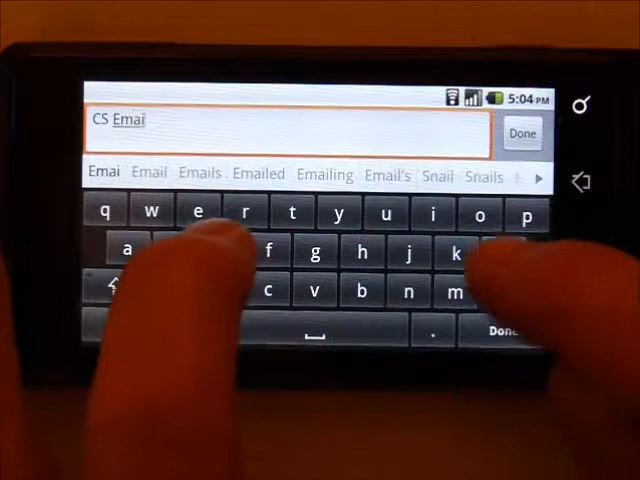 5:04 PM
CS Emai
Done
Emai Email Emails Emailed Emailing Email's Snail Snails
q w e r t y u i o p
a f g h j k
c v b n m
. Done